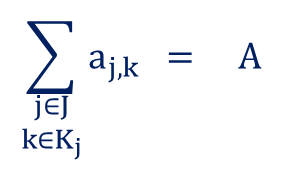 ∑ a_{j,k} = A
j∈J
k∈K_j